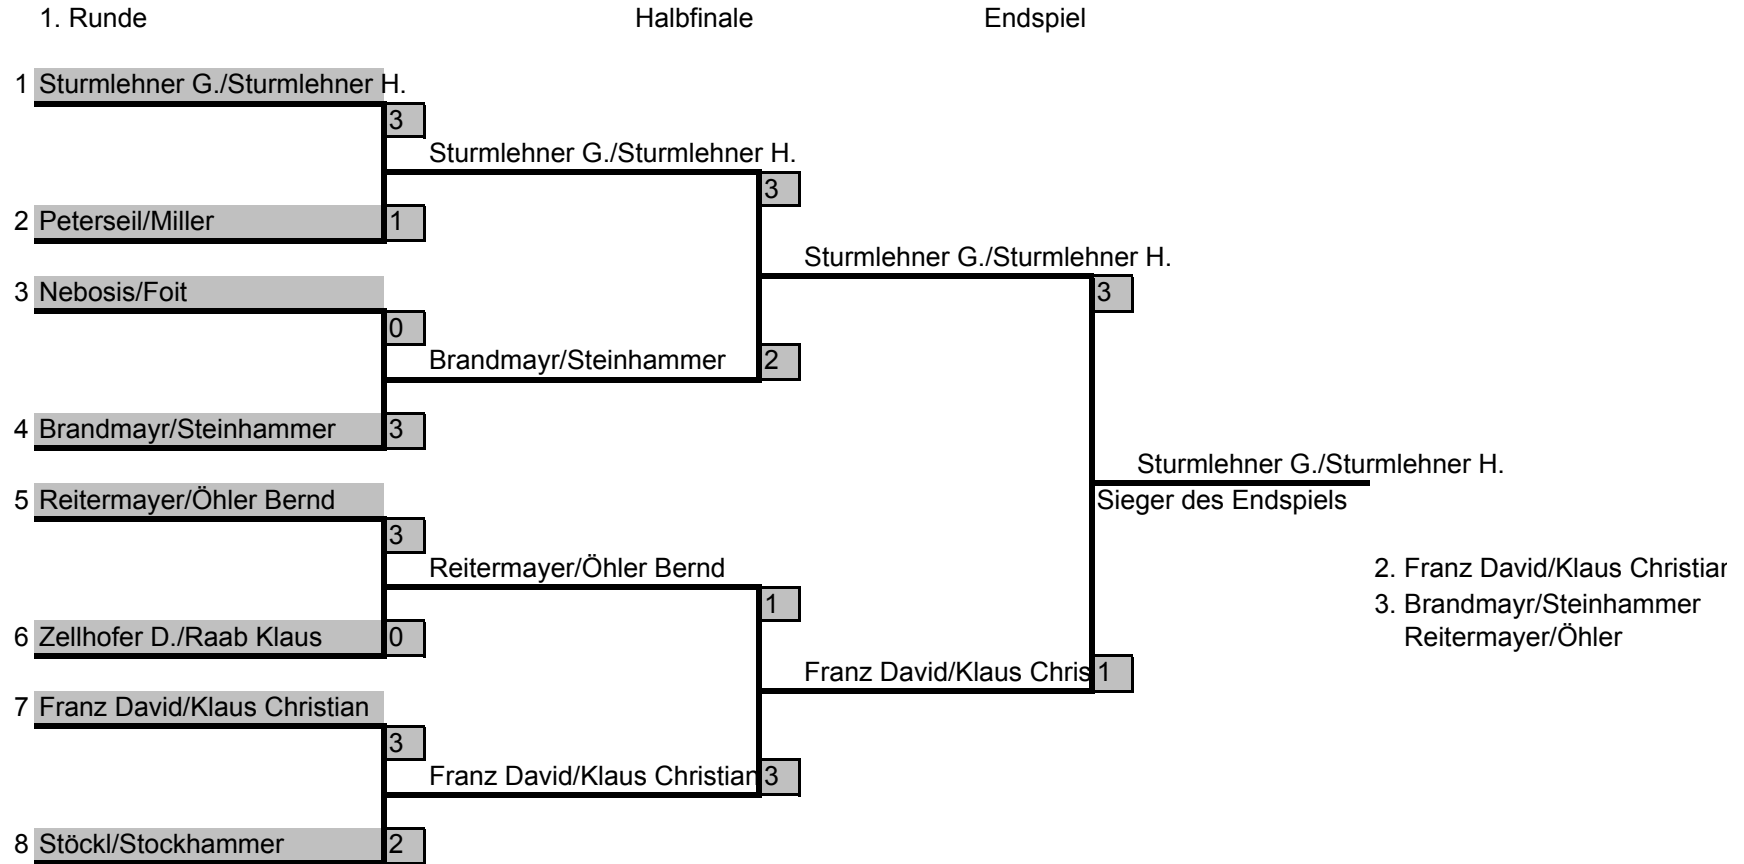 1. Runde Halbfinale Endspiel
1 Sturmlehner G./Sturmlehner H.
3
Sturmlehner G./Sturmlehner H.
3
2 Peterseil/Miller 1
Sturmlehner G./Sturmlehner H.
3 Nebosis/Foit
3
0
Brandmayr/Steinhammer 2
4 Brandmayr/Steinhammer 3
Sturmlehner G./Sturmlehner H.
5 Reitermayer/Öhler Bernd
Sieger des Endspiels
3
Reitermayer/Öhler Bernd
2. Franz David/Klaus Christian
1
3. Brandmayr/Steinhammer
6 Zellhofer D./Raab Klaus 0
Reitermayer/Öhler
Franz David/Klaus Chris 1
7 Franz David/Klaus Christian
3
Franz David/Klaus Christian 3
8 Stöckl/Stockhammer 2